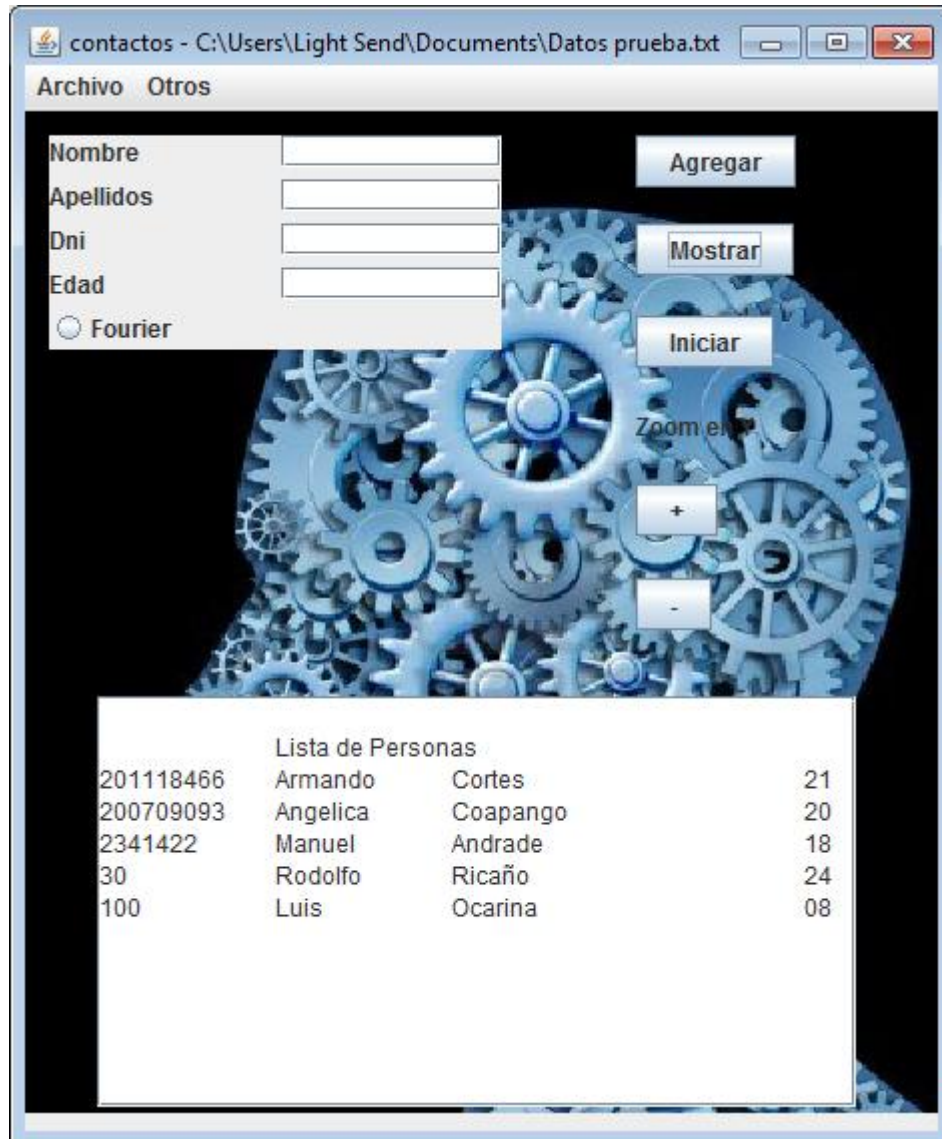 contactos - C:\Users\Light Send\Documents\Datos prueba.txt
Archivo Otros
Nombre
Apellidos
Dni
Edad
Fourier
Agregar
Mostrar
Iniciar
Zoom en
+
-
Lista de Personas
201118466 Armando Cortes 21
200709093 Angelica Coapango 20
2341422 Manuel Andrade 18
30 Rodolfo Ricaño 24
100 Luis Ocarina 08